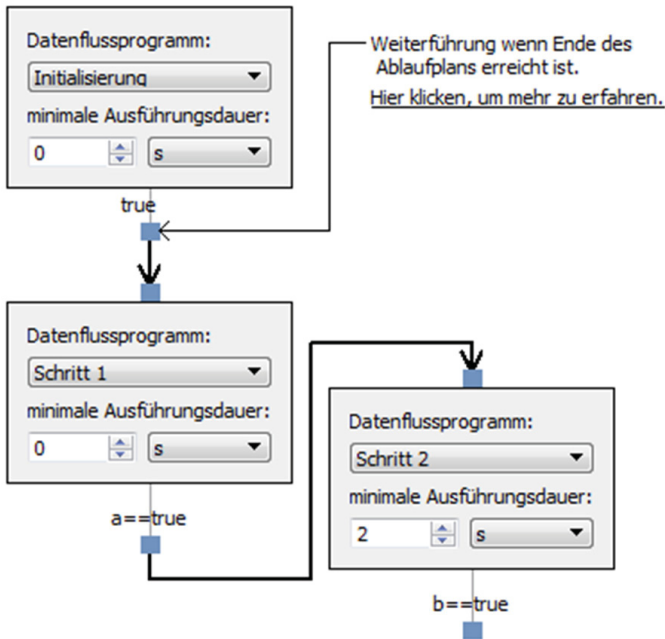 Datenflussprogramm:
Initialisierung
minimale Ausführungsdauer:
0 s
true
Weiterführung wenn Ende des
Ablaufplans erreicht ist.
Hier klicken, um mehr zu erfahren.
Datenflussprogramm:
Schritt 1
minimale Ausführungsdauer:
0 s
a==true
Datenflussprogramm:
Schritt 2
minimale Ausführungsdauer:
2 s
b==true